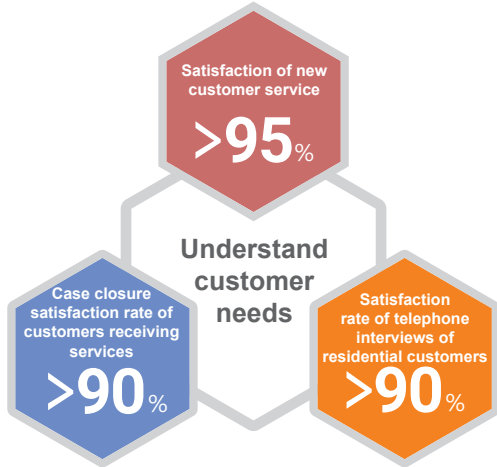 Satisfaction of new
customer service
>95%
Understand
customer
needs
Case closure
satisfaction rate of
customers receiving
services
>90%
Satisfaction
rate of telephone
interviews of
residential customers
>90%